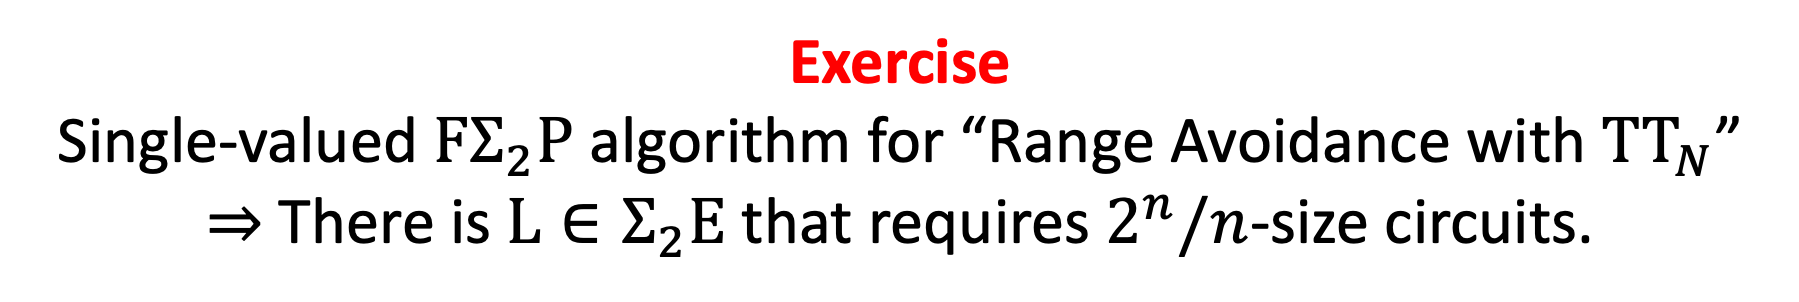 Exercise
Single-valued FΣ₂P algorithm for “Range Avoidance with TT_N”
⇒ There is L ∈ Σ₂E that requires 2ⁿ/n-size circuits.